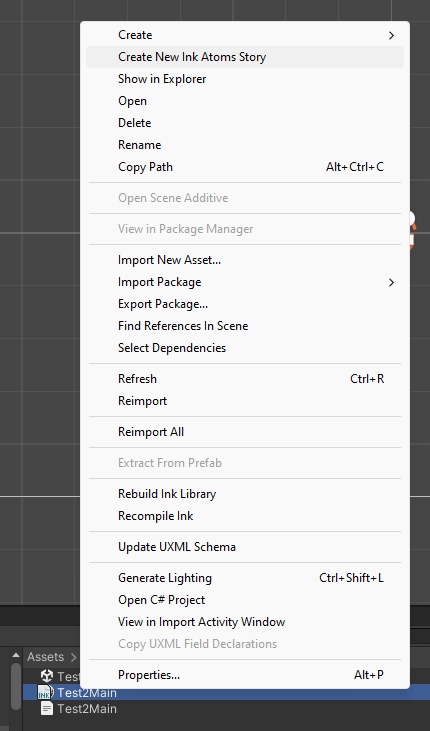 Create
Create New Ink Atoms Story
Show in Explorer
Open
Delete
Rename
Copy Path Alt+Ctrl+C
Open Scene Additive
View in Package Manager
Import New Asset...
Import Package
Export Package...
Find References In Scene
Select Dependencies
Refresh Ctrl+R
Reimport
Reimport All
Extract From Prefab
Rebuild Ink Library
Recompile Ink
Update UXML Schema
Generate Lighting Ctrl+Shift+L
Open C# Project
View in Import Activity Window
Copy UXML Field Declarations
Properties... Alt+P
Assets
Tes
INK Test2Main
Test2Main